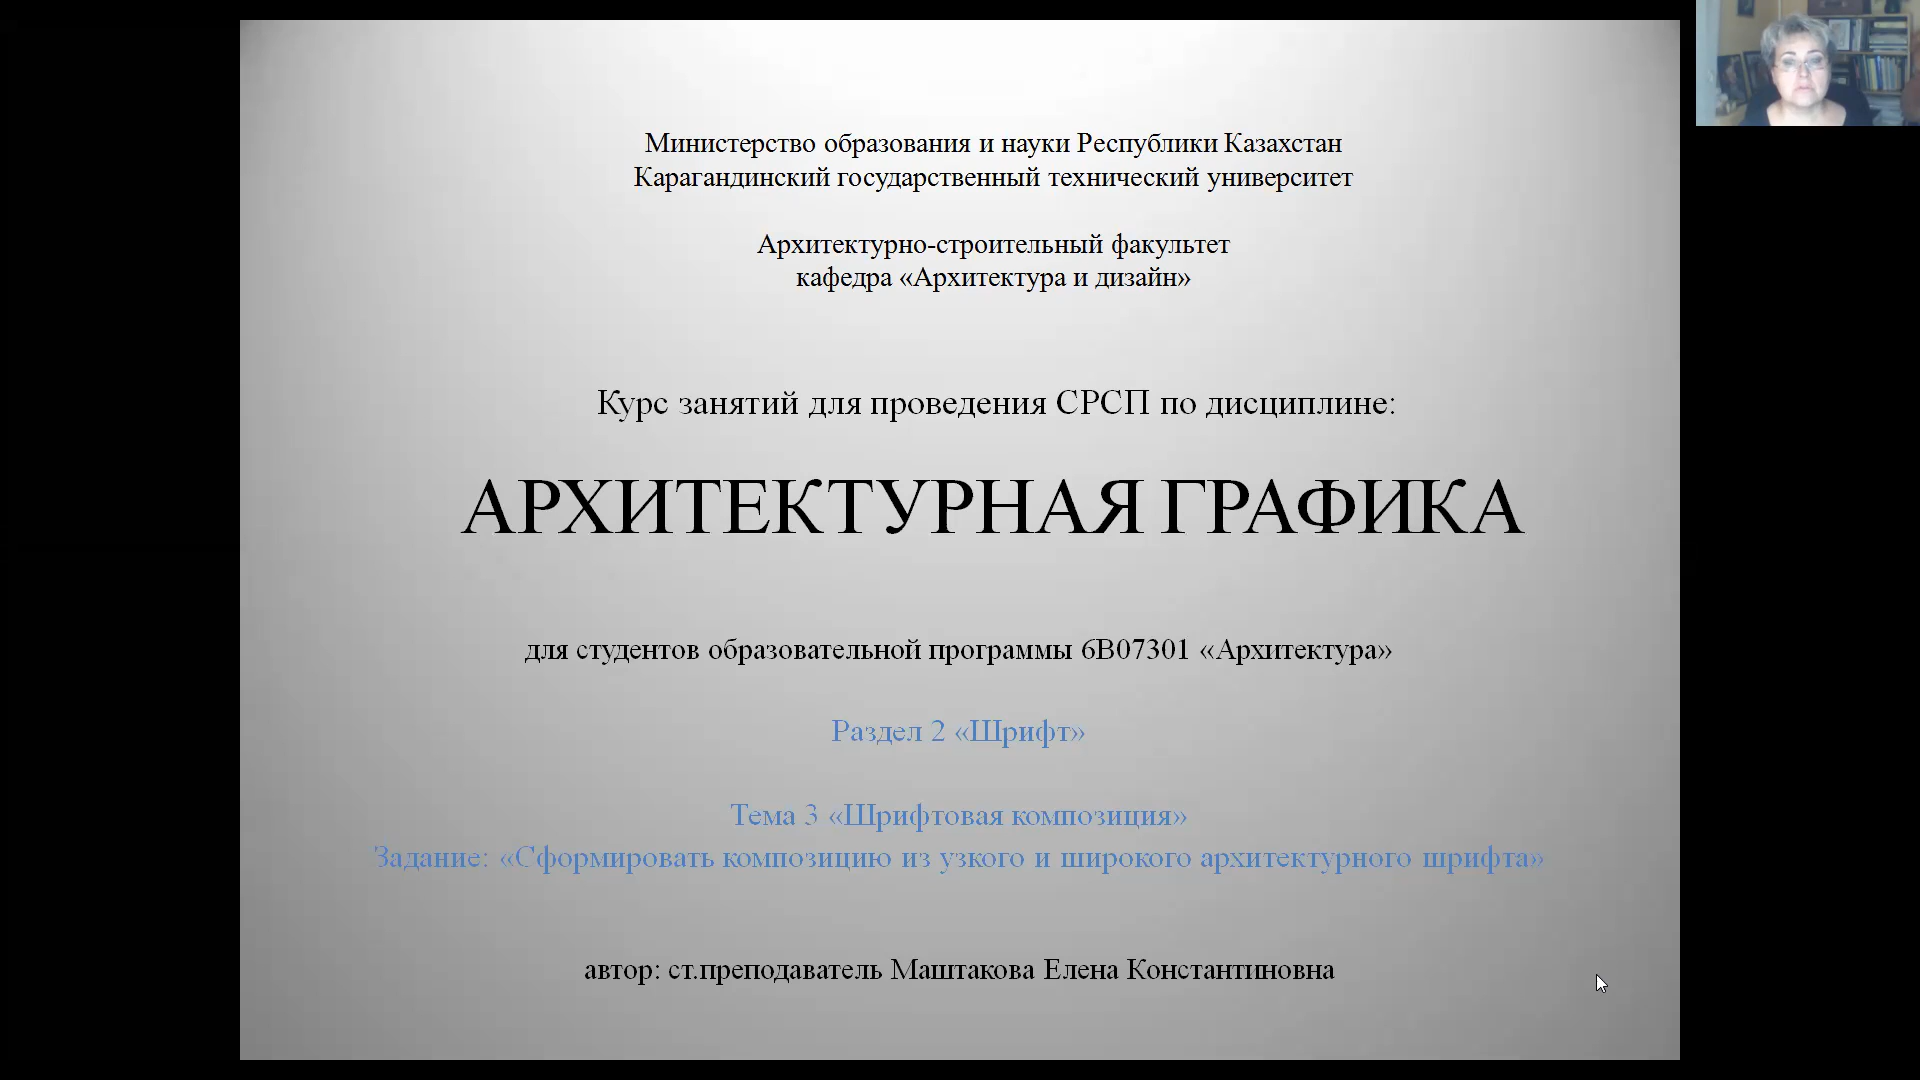 Министерство образования и науки Республики Казахстан
Карагандинский государственный технический университет
Архитектурно-строительный факультет
кафедра «Архитектура и дизайн»
Курс занятий для проведения СРСП по дисциплине:
АРХИТЕКТУРНАЯ ГРАФИКА
для студентов образовательной программы 6В07301 «Архитектура»
Раздел 2 «Шрифт»
Тема 3 «Шрифтовая композиция»
Задание: «Сформировать композицию из узкого и широкого архитектурного шрифта»
автор: ст.преподаватель Маштакова Елена Константиновна